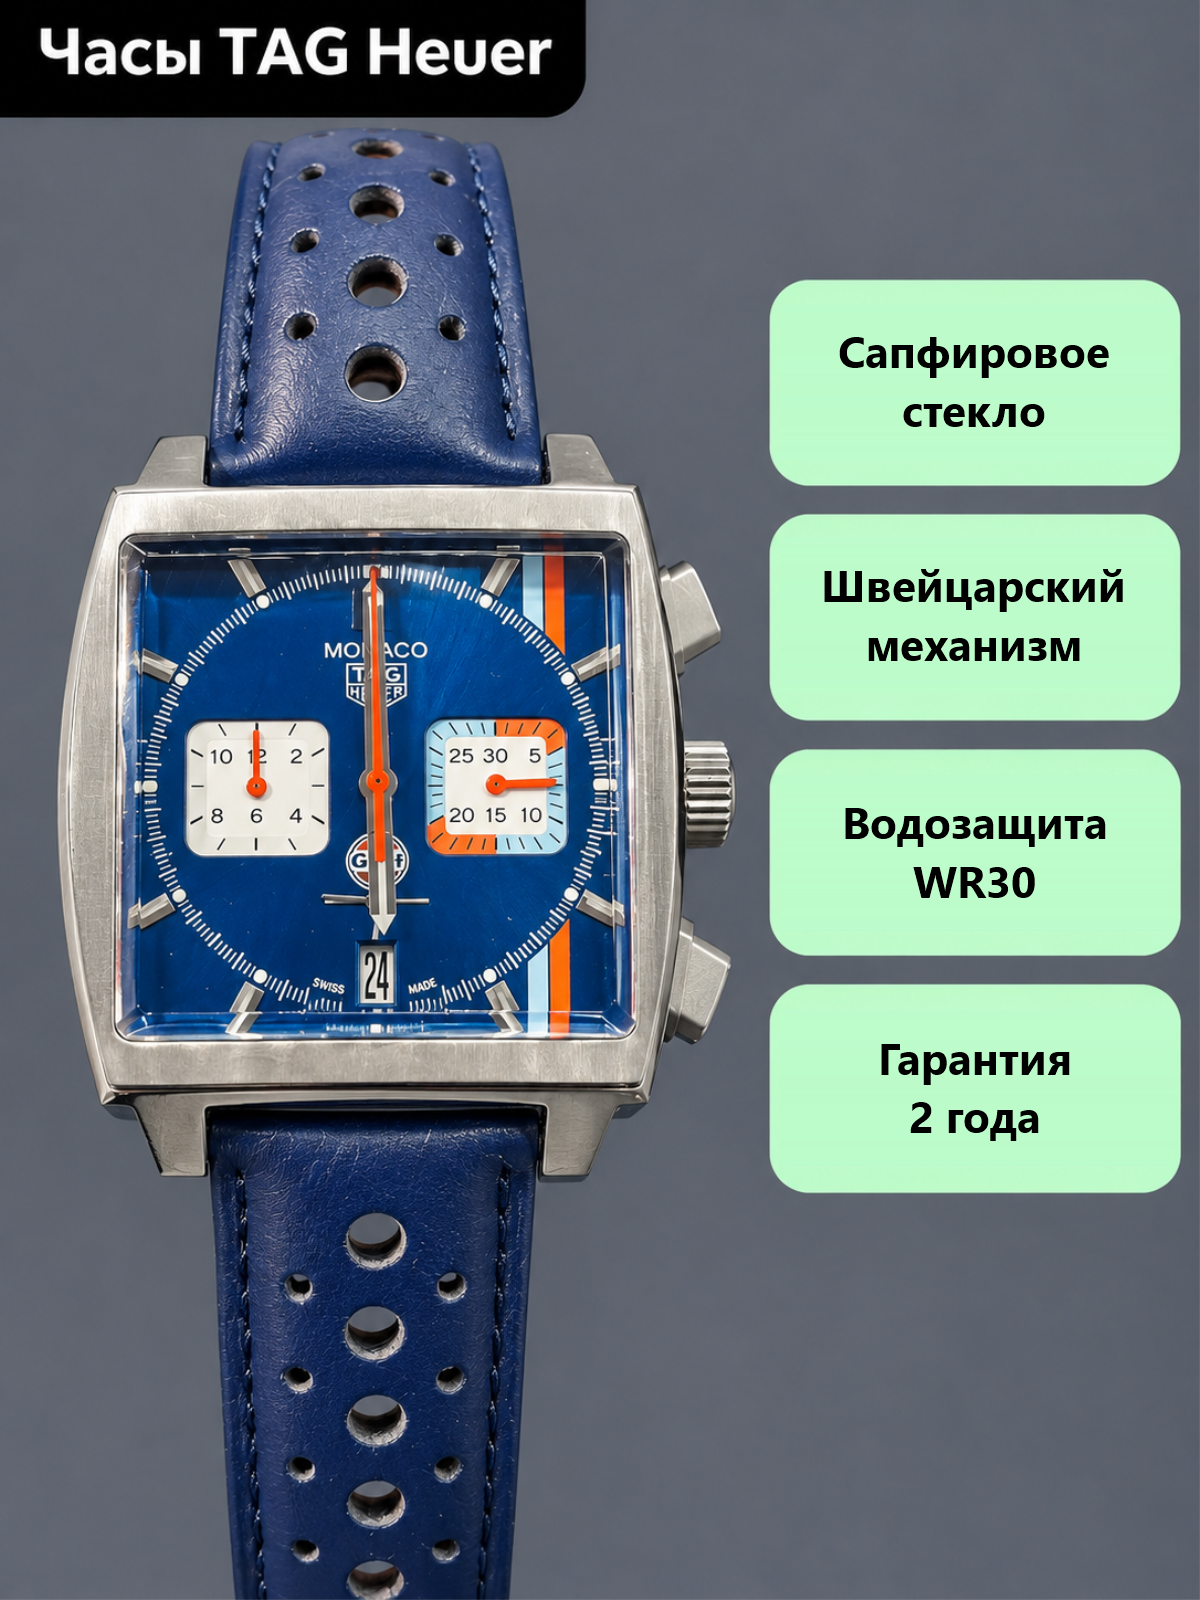 Часы TAG Heuer
Сапфировое
стекло
Швейцарский
механизм
Водозащита
WR30
Гарантия
2 года
MONACO
TAG
HEUER
10 12 2
8 6 4
25 30 5
20 15 10
Gulf
24
SWISS MADE